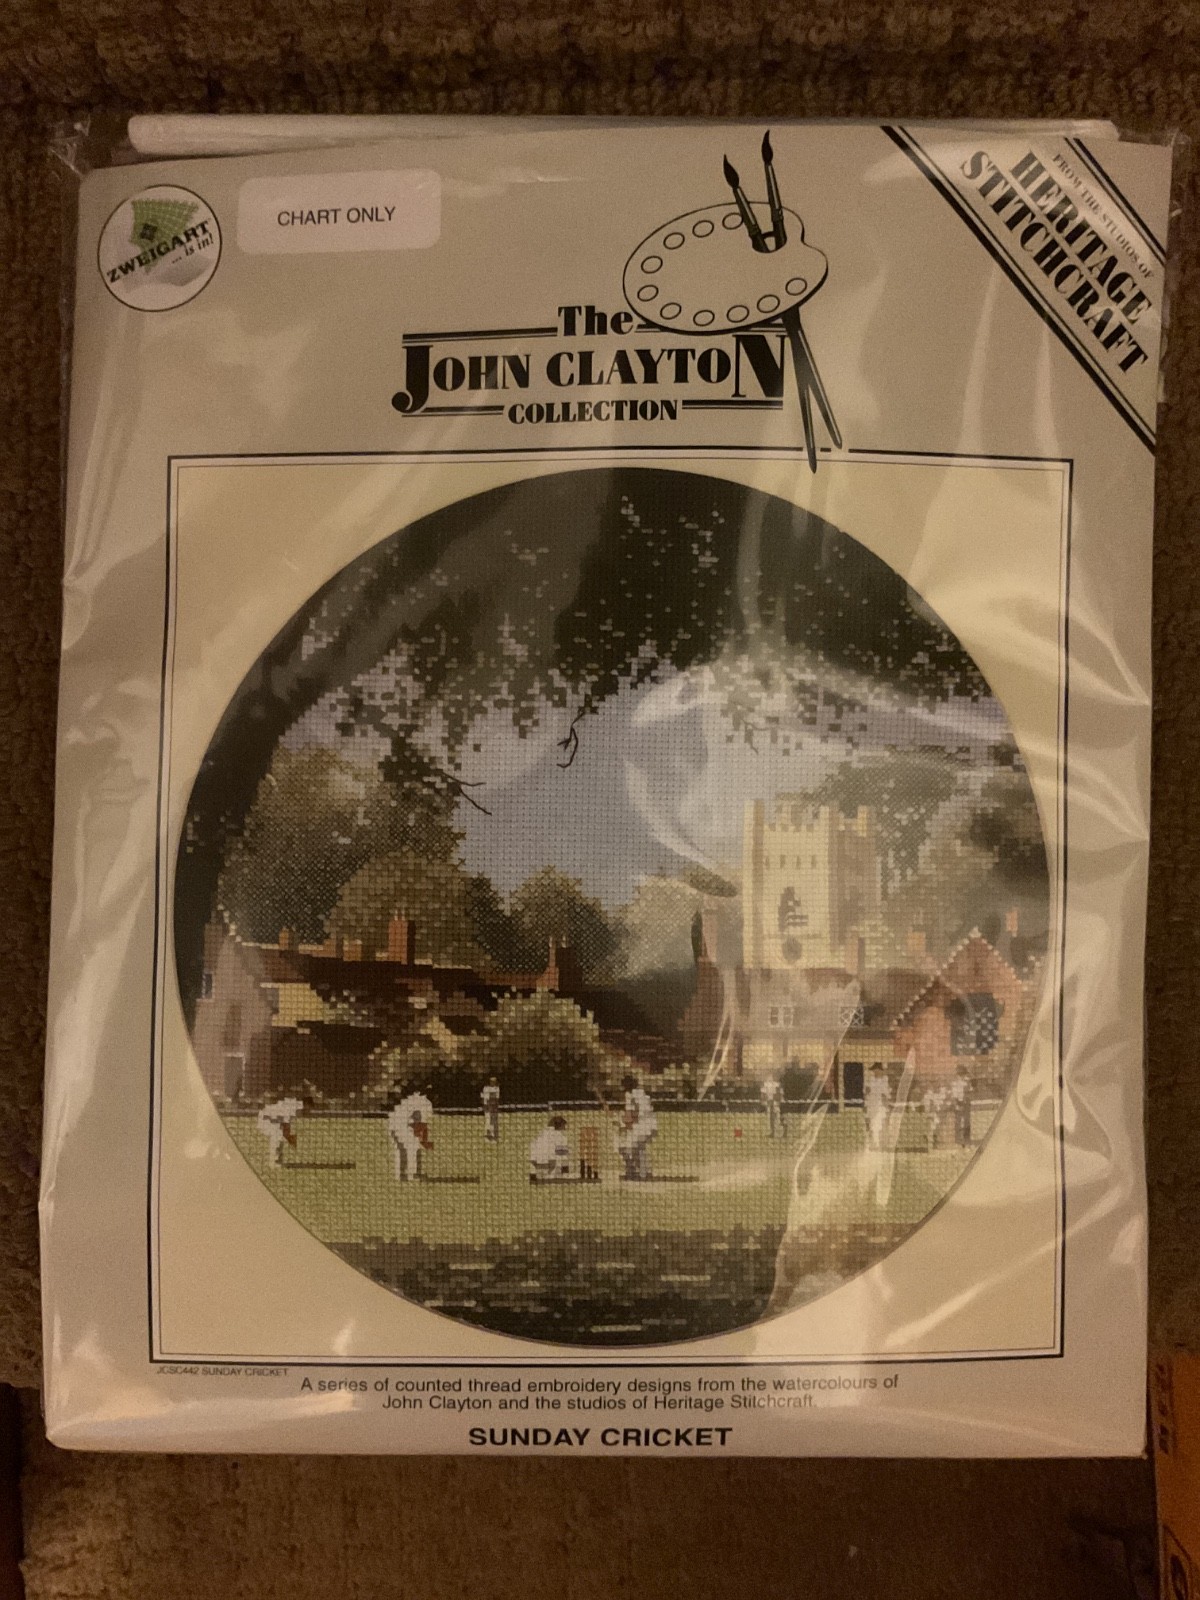 ZWEIGART
... is in!
CHART ONLY
FROM THE STUDIOS OF
HERITAGE
STITCHCRAFT
The
JOHN CLAYTON
COLLECTION
JCSC442 SUNDAY CRICKET
A series of counted thread embroidery designs from the watercolours of
John Clayton and the studios of Heritage Stitchcraft.
SUNDAY CRICKET